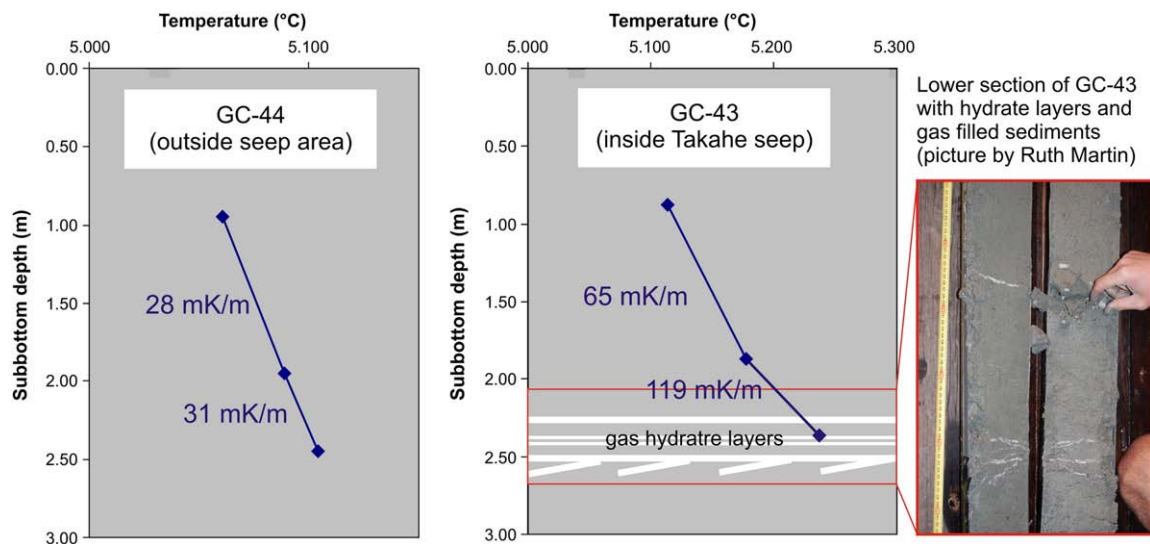 Temperature (°C)
5.000 5.100
0.00
0.50
1.00
1.50
2.00
2.50
3.00
Subbottom depth (m)
GC-44
(outside seep area)
28 mK/m
31 mK/m
Temperature (°C)
5.000 5.100 5.200 5.300
0.00
0.50
1.00
1.50
2.00
2.50
3.00
Subbottom depth (m)
GC-43
(inside Takahe seep)
65 mK/m
119 mK/m
gas hydratre layers
Lower section of GC-43
with hydrate layers and
gas filled sediments
(picture by Ruth Martin)